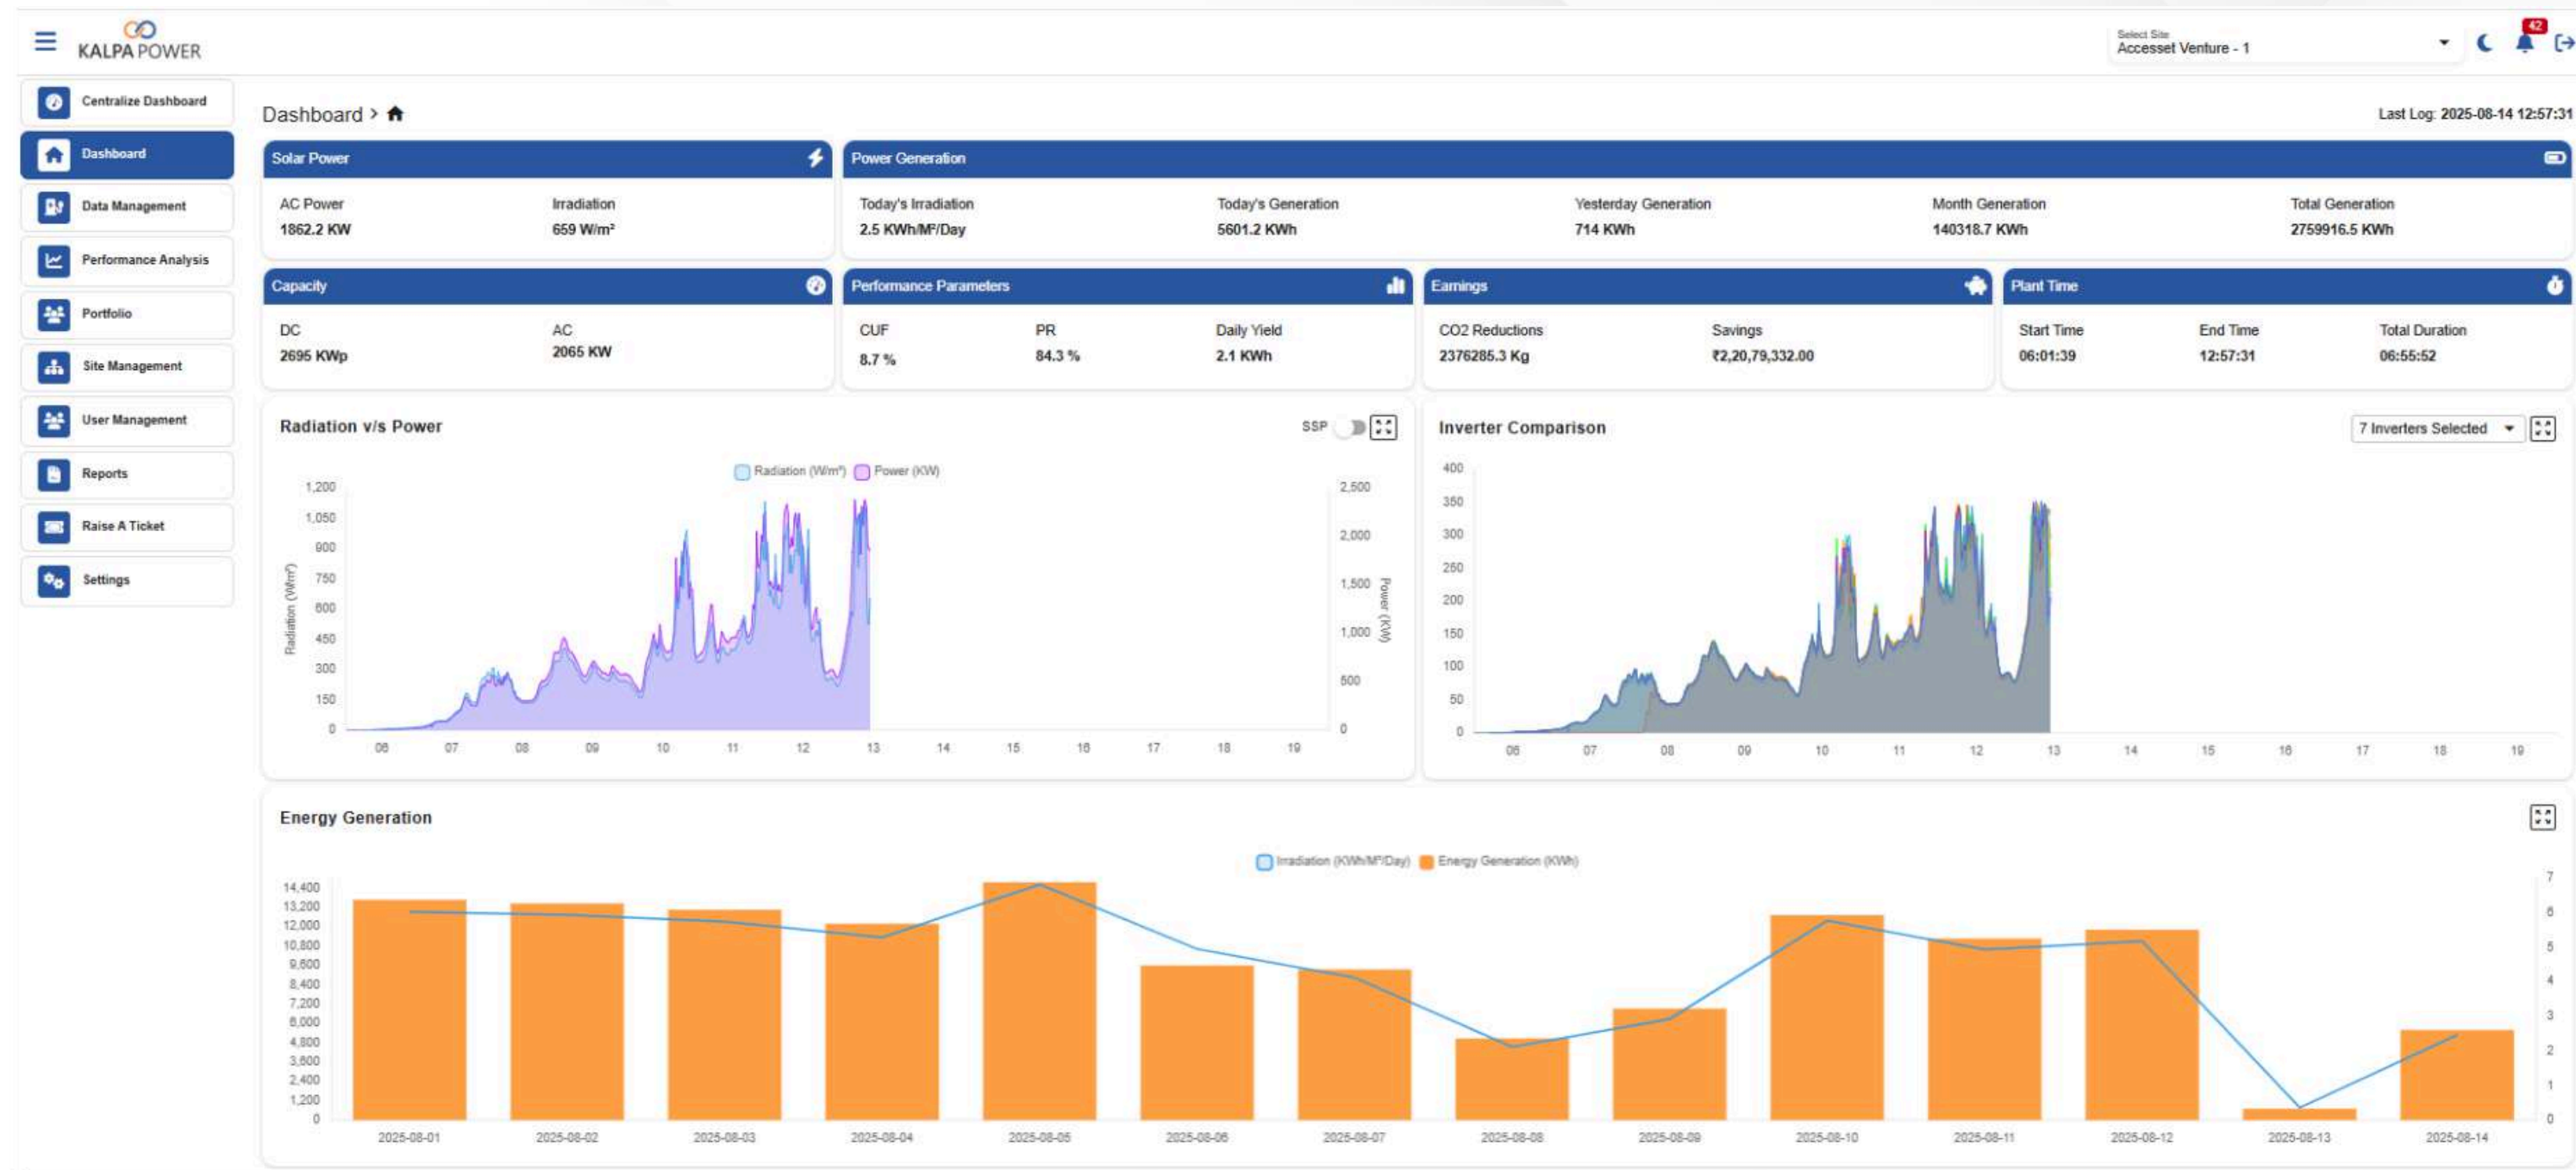 KALPA POWER
Select Site
Accesset Venture - 1
42
Centralize Dashboard
Dashboard
Data Management
Performance Analysis
Portfolio
Site Management
User Management
Reports
Raise A Ticket
Settings
Dashboard >
Last Log: 2025-08-14 12:57:31
Solar Power
AC Power Irradiation
1862.2 KW 659 W/m²
Power Generation
Today's Irradiation Today's Generation Yesterday Generation Month Generation Total Generation
2.5 KWh/M²/Day 5601.2 KWh 714 KWh 140318.7 KWh 2759916.5 KWh
Capacity
DC AC
2695 KWp 2065 KW
Performance Parameters
CUF PR Daily Yield
8.7 % 84.3 % 2.1 KWh
Earnings
CO2 Reductions Savings
2376285.3 Kg ₹2,20,79,332.00
Plant Time
Start Time End Time Total Duration
06:01:39 12:57:31 06:55:52
Radiation v/s Power
SSP
Radiation (W/m²) Power (KW)
1,200
1,050
900
750
600
450
300
150
0
Radiation (W/m²)
2,500
2,000
1,500
1,000
500
0
Power (KW)
06 07 08 09 10 11 12 13 14 15 16 17 18 19
Inverter Comparison
7 Inverters Selected
400
350
300
250
200
150
100
50
0
06 07 08 09 10 11 12 13 14 15 16 17 18 19
Energy Generation
Irradiation (KWh/M²/Day) Energy Generation (KWh)
14,400
13,200
12,000
10,800
9,600
8,400
7,200
6,000
4,800
3,600
2,400
1,200
0
7
6
5
4
3
2
1
0
2025-08-01 2025-08-02 2025-08-03 2025-08-04 2025-08-05 2025-08-06 2025-08-07 2025-08-08 2025-08-09 2025-08-10 2025-08-11 2025-08-12 2025-08-13 2025-08-14